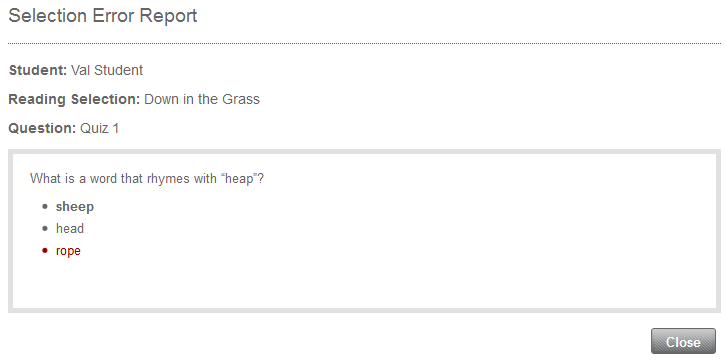 Selection Error Report
Student: Val Student
Reading Selection: Down in the Grass
Question: Quiz 1
What is a word that rhymes with “heap”?
• sheep
• head
• rope
Close